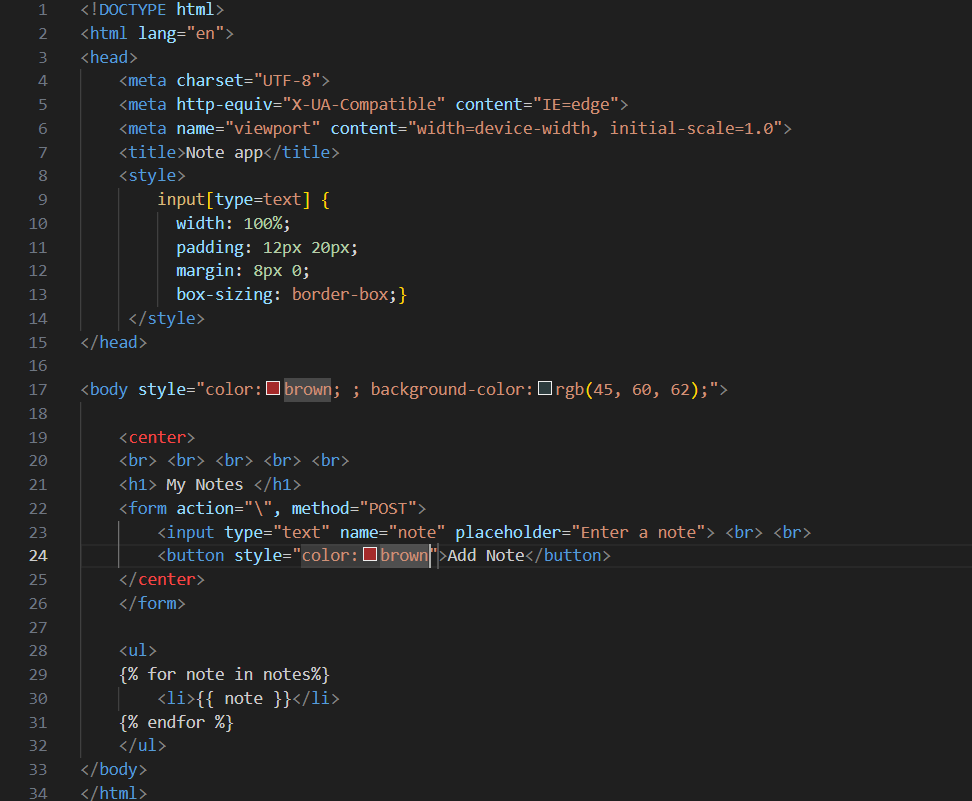 1 <!DOCTYPE html>
2 <html lang="en">
3 <head>
4     <meta charset="UTF-8">
5     <meta http-equiv="X-UA-Compatible" content="IE=edge">
6     <meta name="viewport" content="width=device-width, initial-scale=1.0">
7     <title>Note app</title>
8     <style>
9         input[type=text] {
10           width: 100%;
11           padding: 12px 20px;
12           margin: 8px 0;
13           box-sizing: border-box;}
14      </style>
15 </head>
16
17 <body style="color:brown; ; background-color:rgb(45, 60, 62);">
18
19     <center>
20     <br> <br> <br> <br> <br>
21     <h1> My Notes </h1>
22     <form action="\", method="POST">
23         <input type="text" name="note" placeholder="Enter a note"> <br> <br>
24         <button style="color:brown">Add Note</button>
25     </center>
26     </form>
27
28     <ul>
29     {% for note in notes%}
30         <li>{{ note }}</li>
31     {% endfor %}
32     </ul>
33 </body>
34 </html>